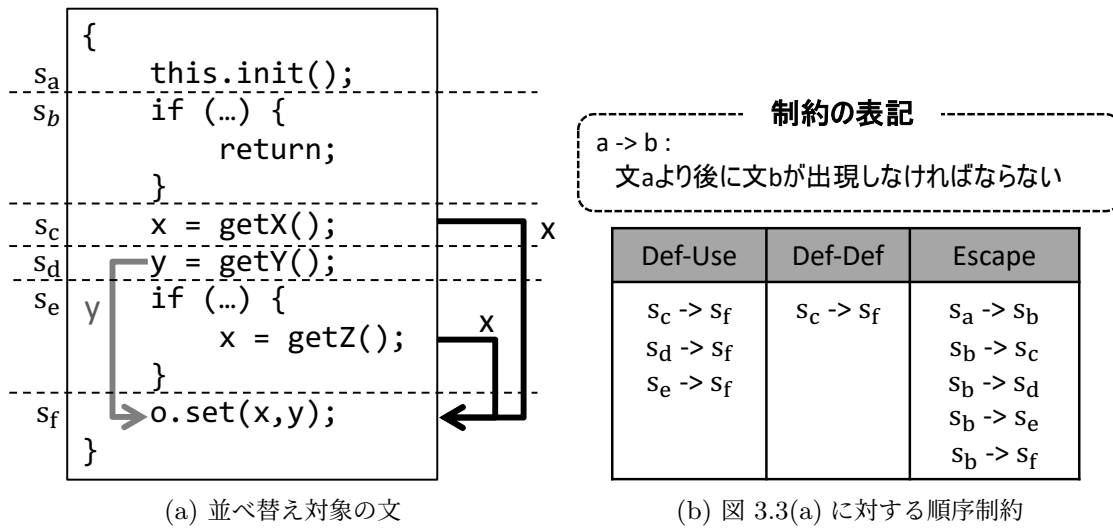 {
sa this.init();
sb if (…) {
return;
}
sc x = getX();
sd y = getY();
se if (…) {
x = getZ();
}
sf o.set(x,y);
}
x
y
x
(a) 並べ替え対象の文
制約の表記
a -> b :
文aより後に文bが出現しなければならない
Def-Use Def-Def Escape
sc -> sf sc -> sf sa -> sb
sd -> sf sb -> sc
se -> sf sb -> sd
sb -> se
sb -> sf
(b) 図 3.3(a) に対する順序制約